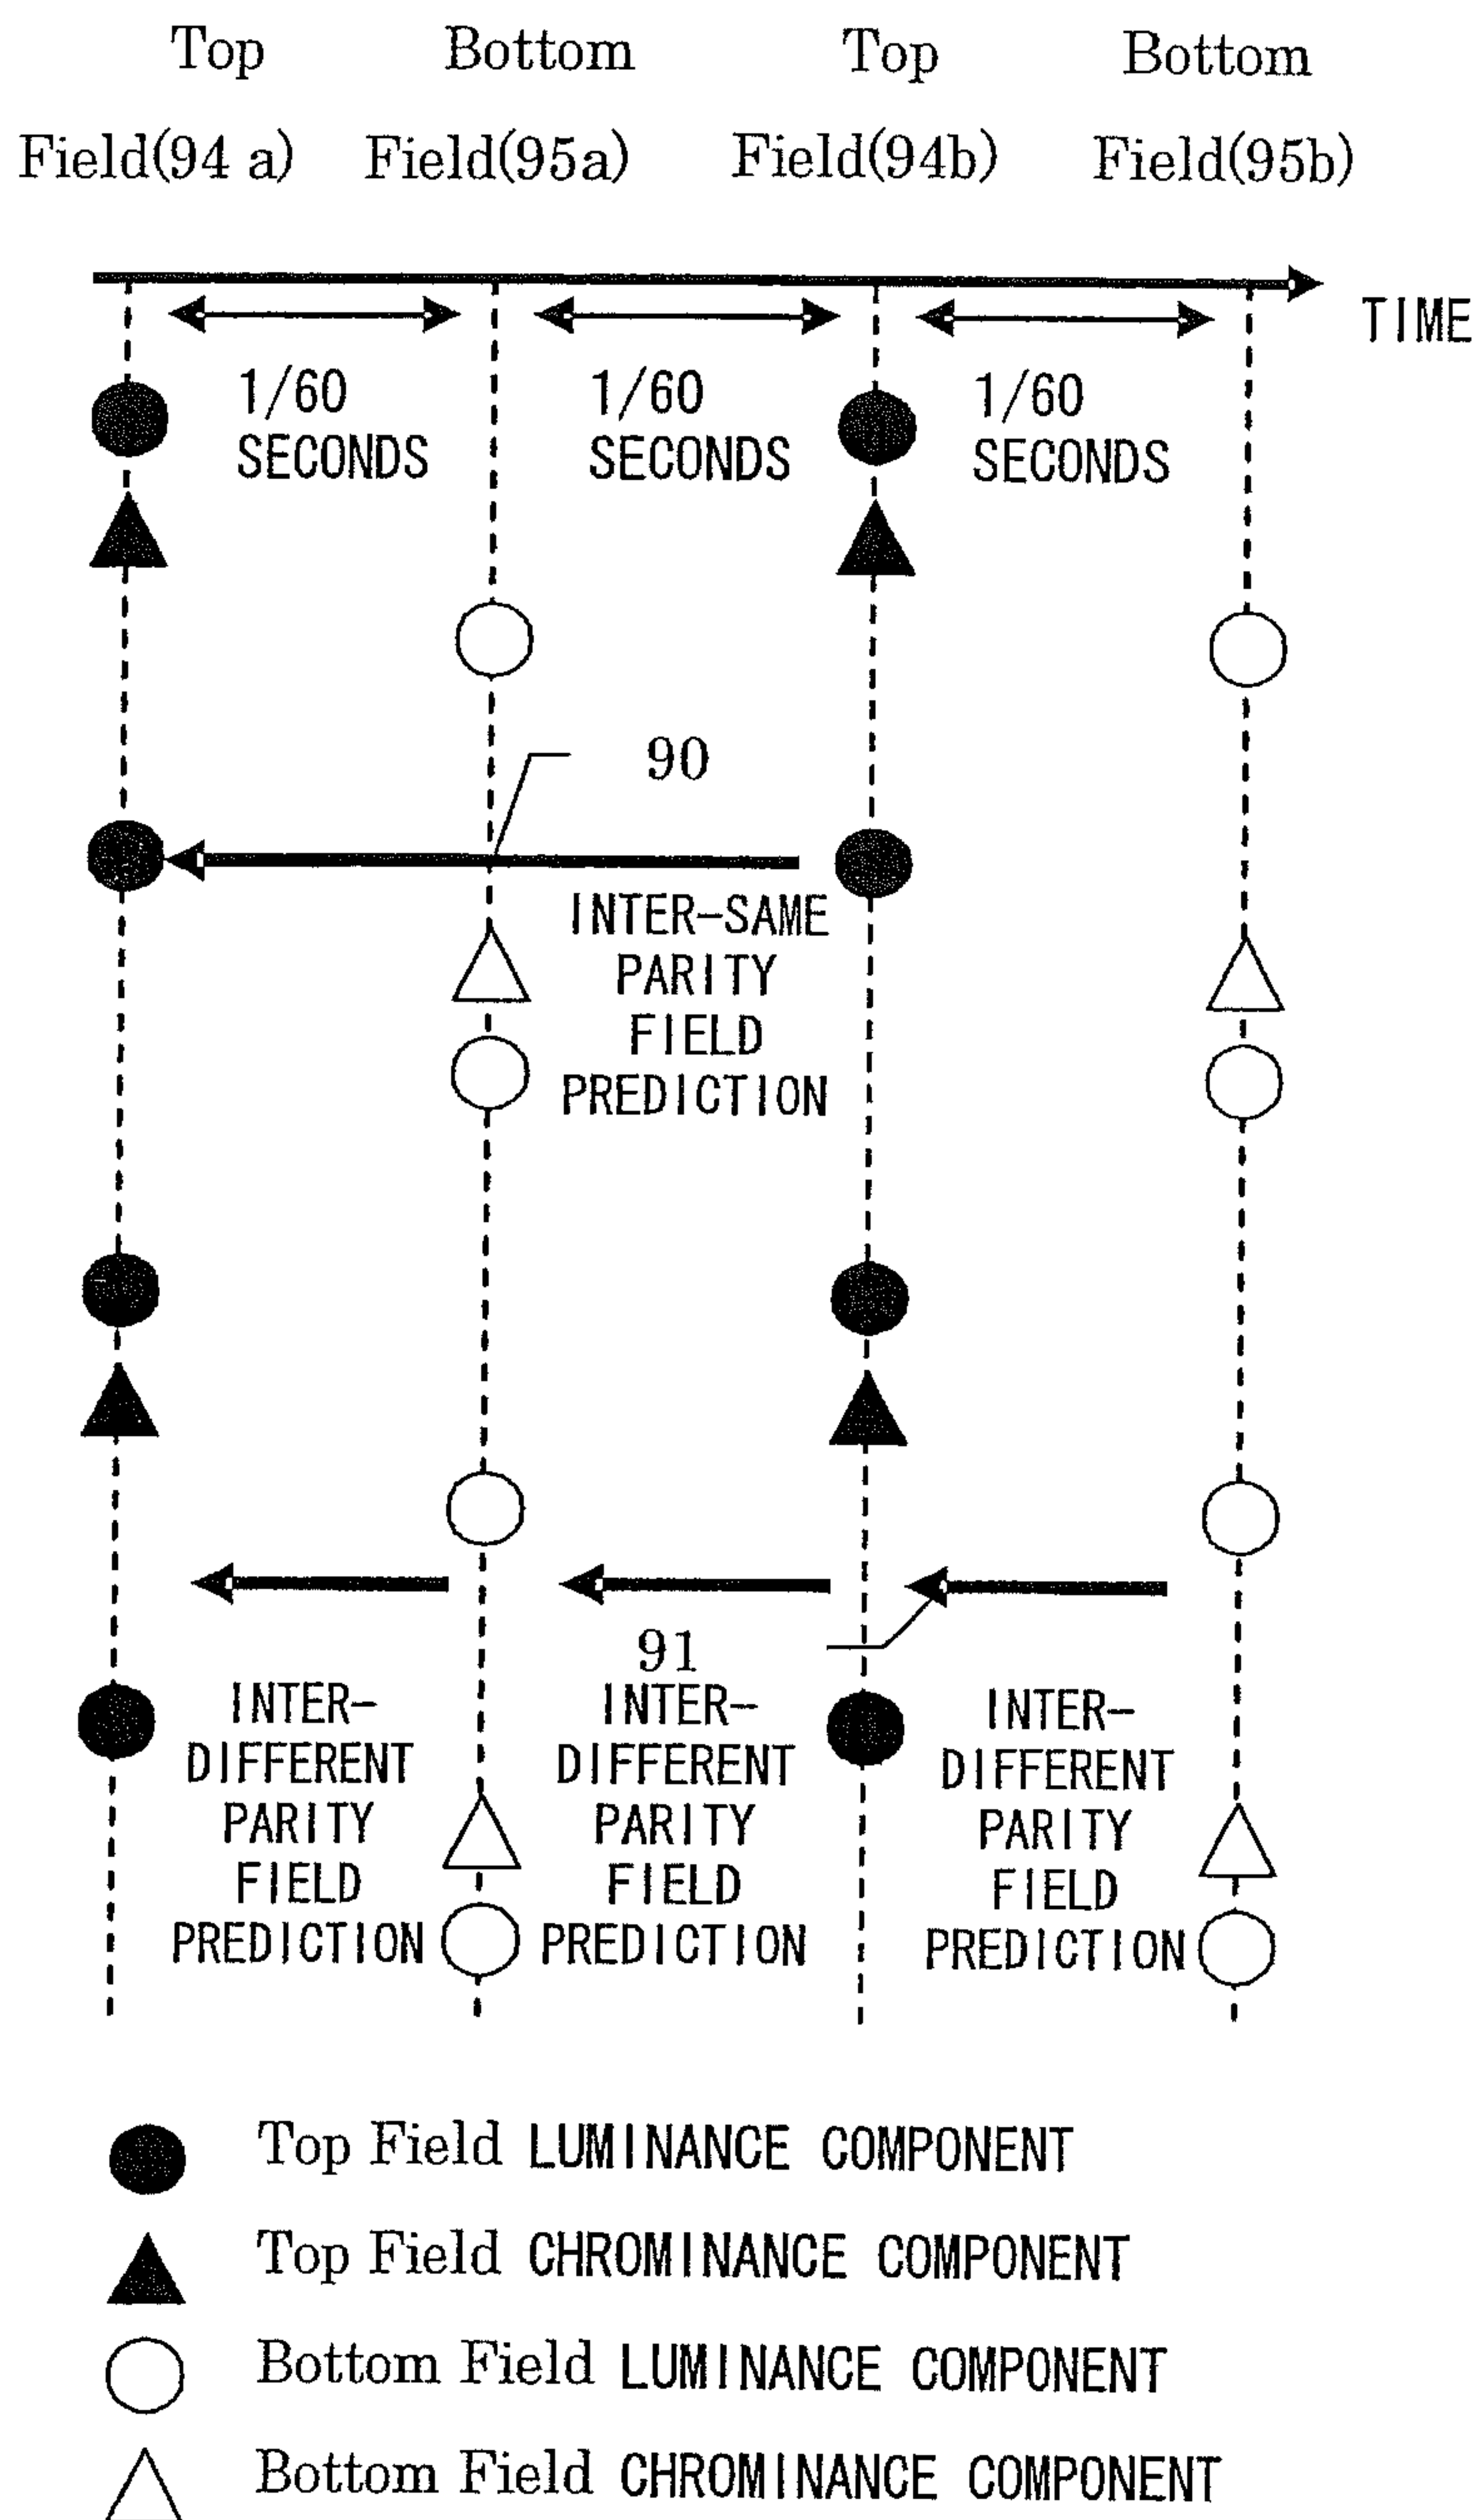 Top Bottom Top Bottom
Field(94 a) Field(95a) Field(94b) Field(95b)
TIME
1/60 1/60 1/60
SECONDS SECONDS SECONDS
90
INTER-SAME
PARITY
FIELD
PREDICTION
91
INTER- INTER- INTER-
DIFFERENT DIFFERENT DIFFERENT
PARITY PARITY PARITY
FIELD FIELD FIELD
PREDICTION PREDICTION PREDICTION
Top Field LUMINANCE COMPONENT
Top Field CHROMINANCE COMPONENT
Bottom Field LUMINANCE COMPONENT
Bottom Field CHROMINANCE COMPONENT